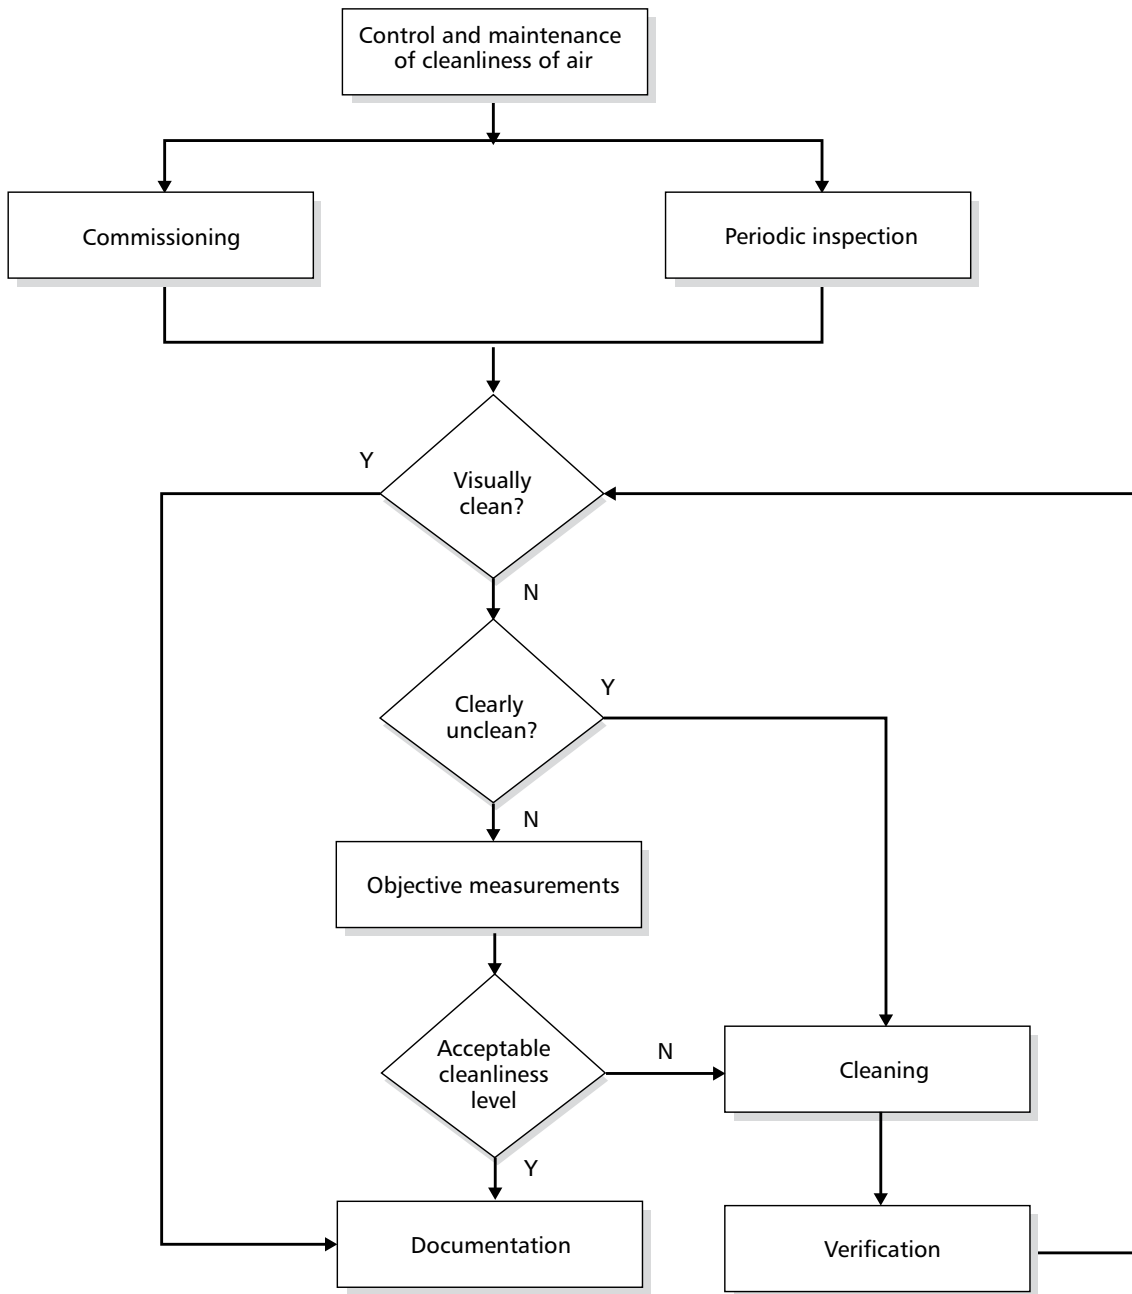 Control and maintenance
of cleanliness of air
Commissioning
Periodic inspection
Y
Visually
clean?
N
Clearly
unclean?
Y
N
Objective measurements
Acceptable
cleanliness
level
N
Cleaning
Y
Documentation
Verification